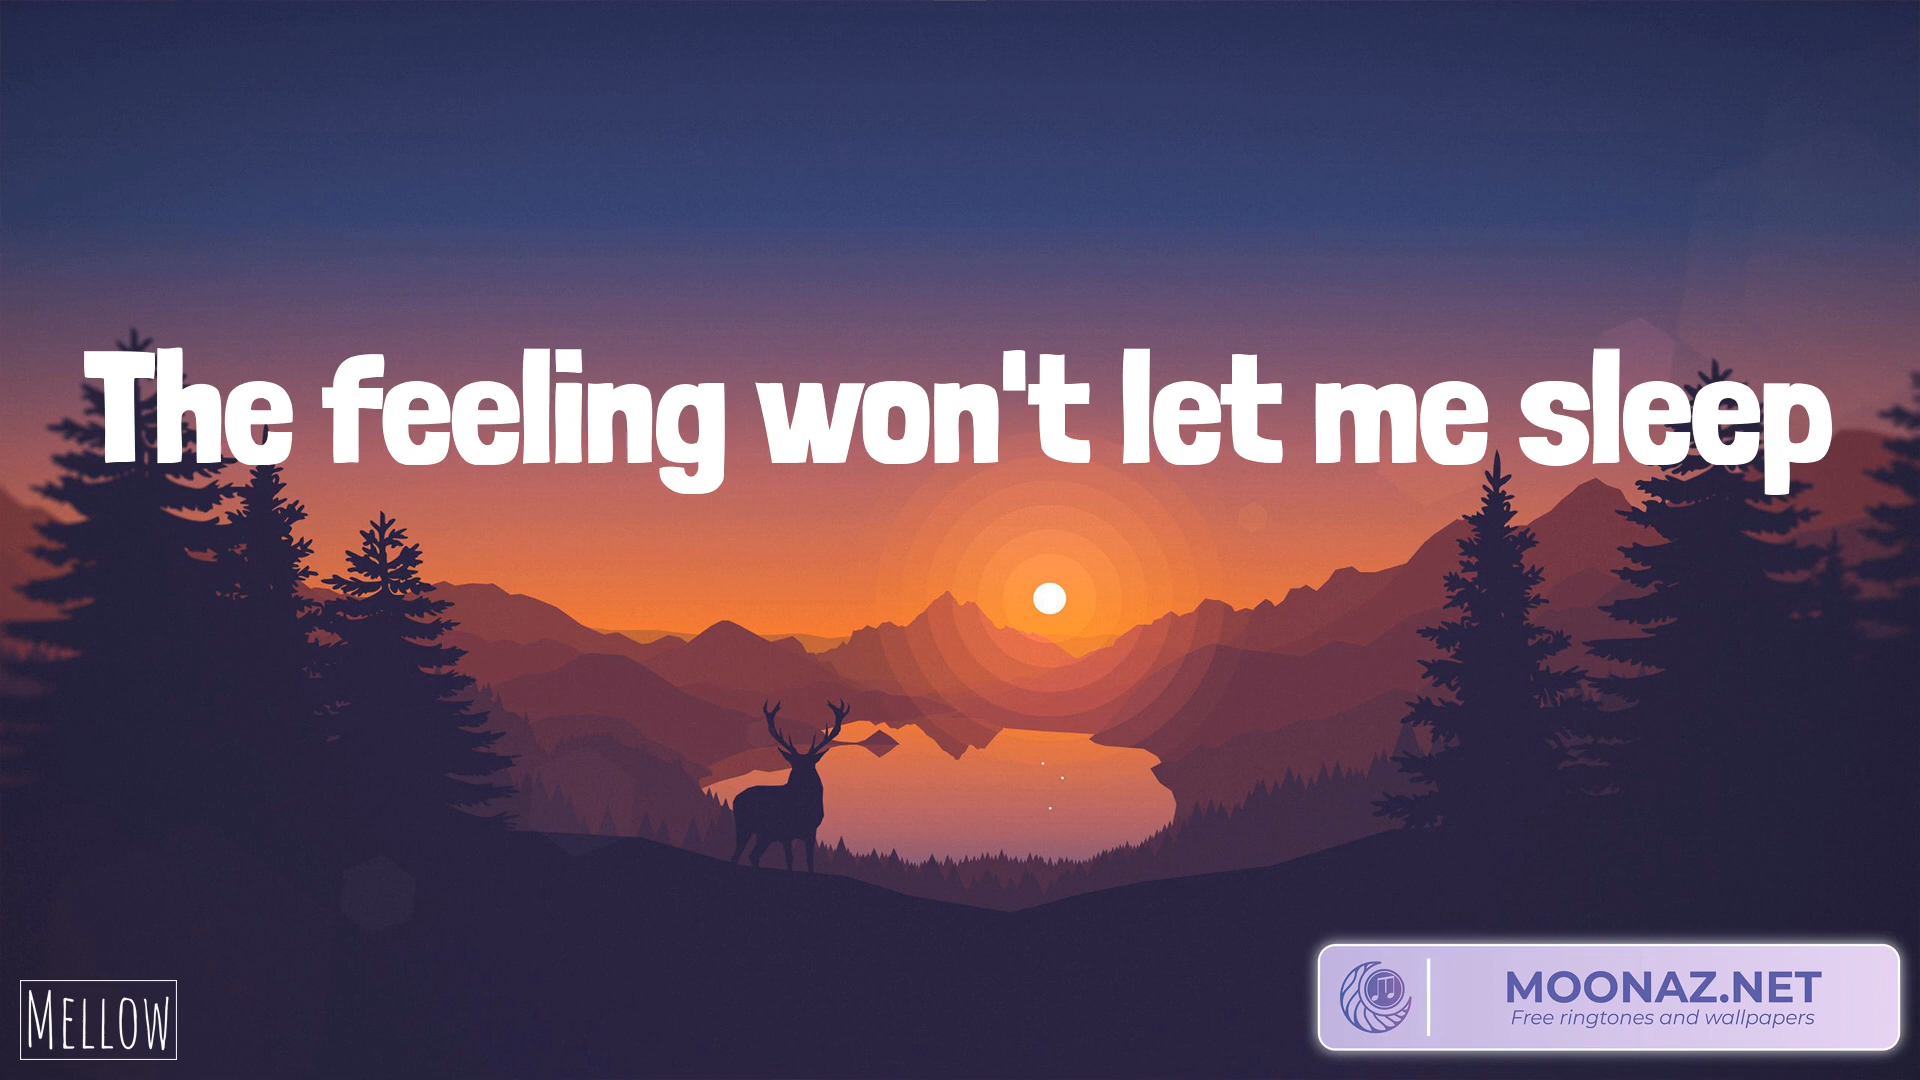 The feeling won't let me sleep
MELLOW
MOONAZ.NET
Free ringtones and wallpapers